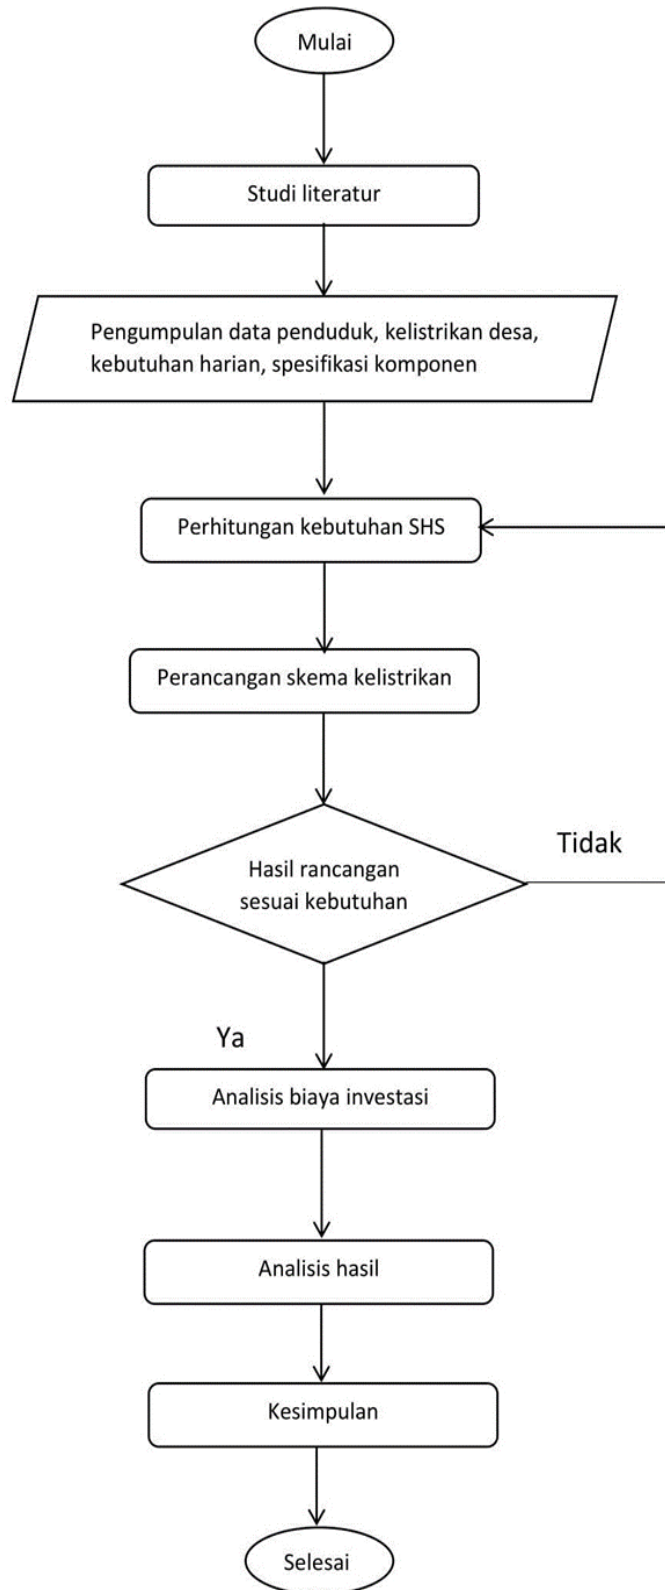 Mulai
Studi literatur
Pengumpulan data penduduk, kelistrikan desa,
kebutuhan harian, spesifikasi komponen
Perhitungan kebutuhan SHS
Perancangan skema kelistrikan
Hasil rancangan
sesuai kebutuhan
Tidak
Ya
Analisis biaya investasi
Analisis hasil
Kesimpulan
Selesai